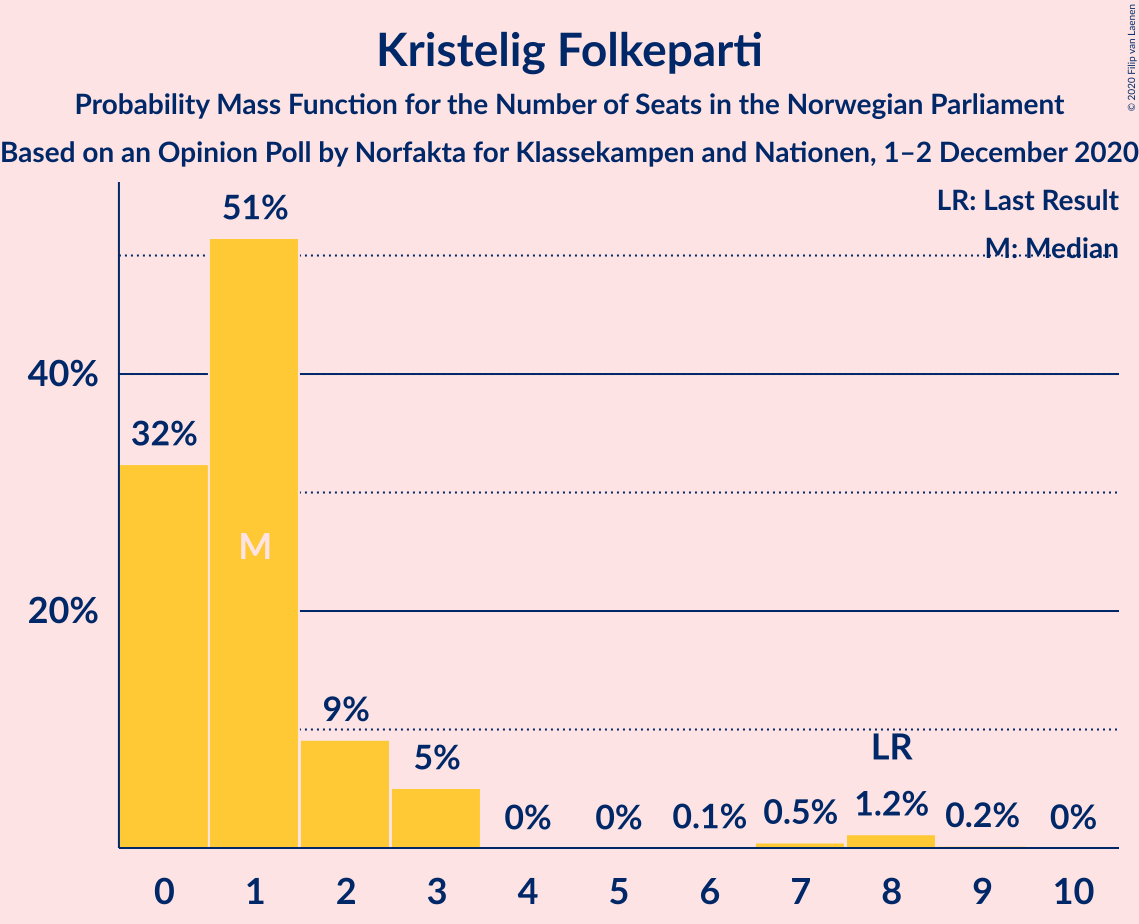 © 2020 Filip van Laenen
Kristelig Folkeparti
Probability Mass Function for the Number of Seats in the Norwegian Parliament
Based on an Opinion Poll by Norfakta for Klassekampen and Nationen, 1–2 December 2020
LR: Last Result
M: Median
51%
40%
32%
M
20%
9%
5%
LR
0%
0%
0.1%
0.5%
1.2%
0.2%
0%
0 1 2 3 4 5 6 7 8 9 10